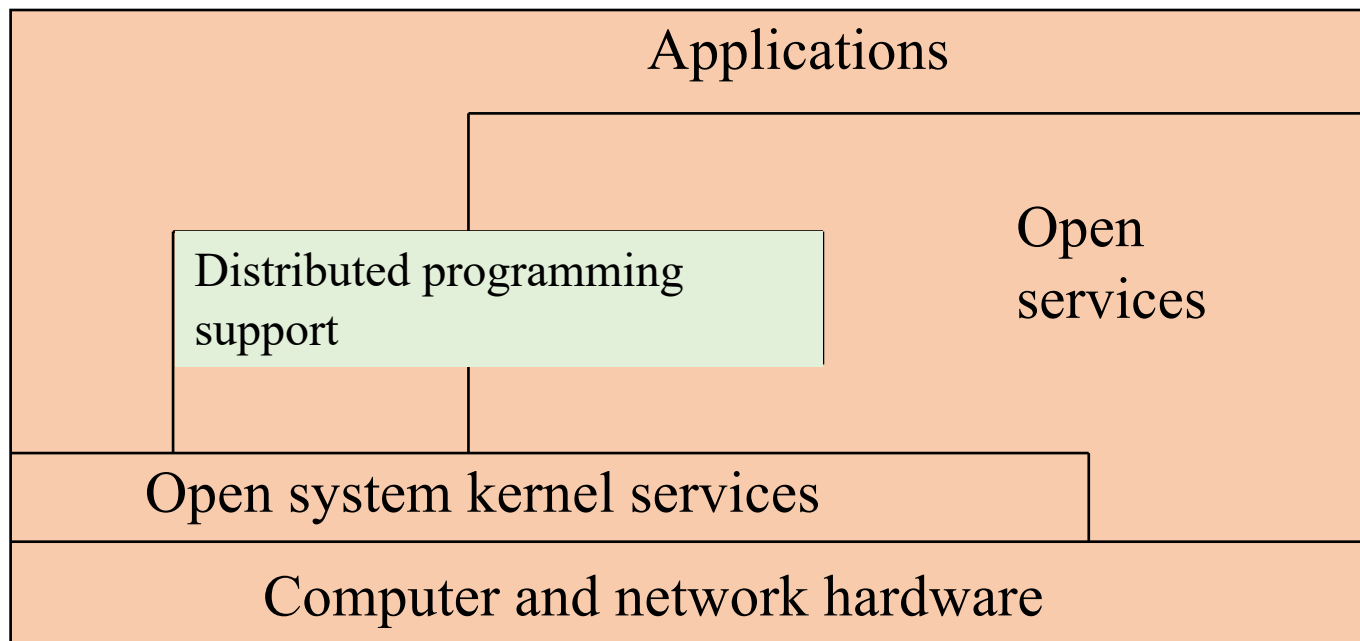 Applications
Open
services
Distributed programming
support
Open system kernel services
Computer and network hardware